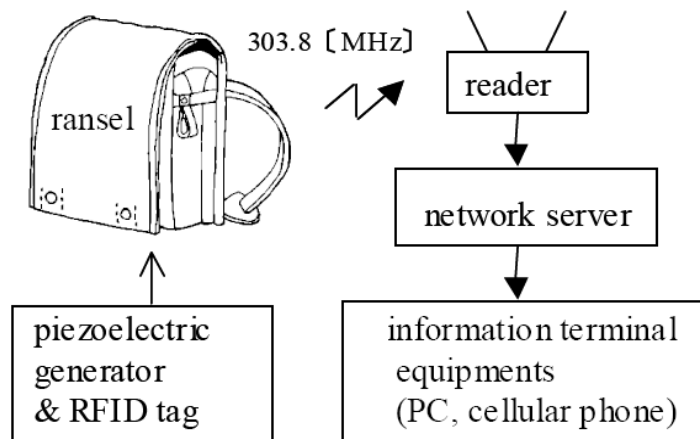 303.8 〔MHz〕
ransel
reader
network server
piezoelectric
generator
& RFID tag
information terminal
equipments
(PC, cellular phone)